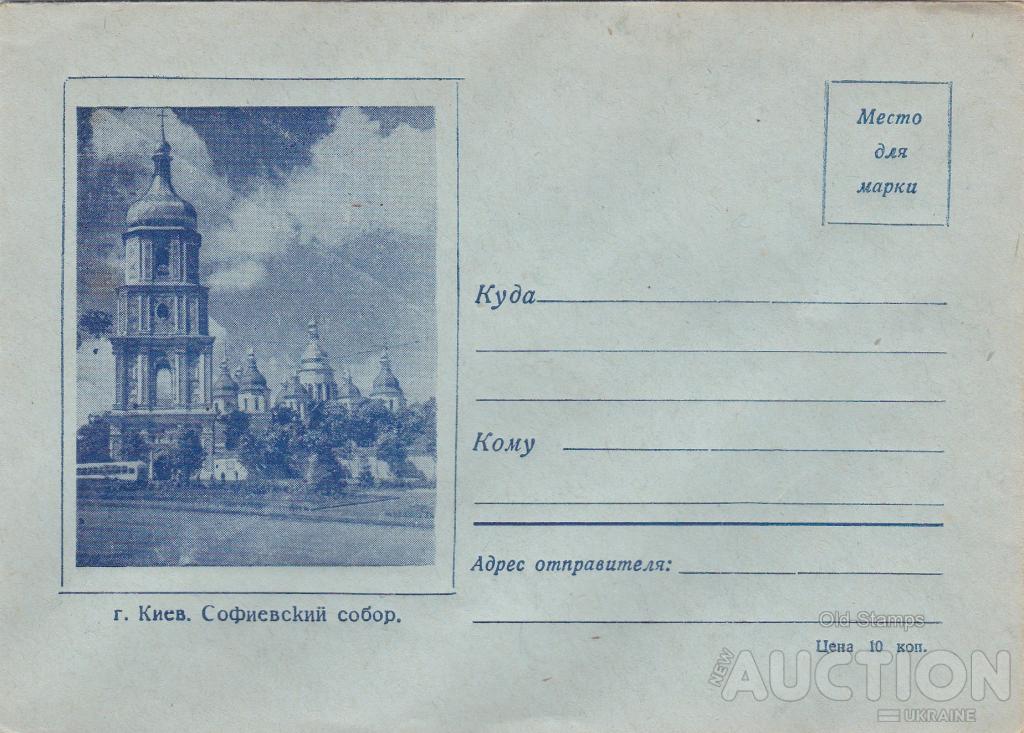 Место
для
марки
Куда
Кому
Адрес отправителя:
г. Киев. Софиевский собор.
Old Stamps
Цена 10 коп.
NEW AUCTION
UKRAINE